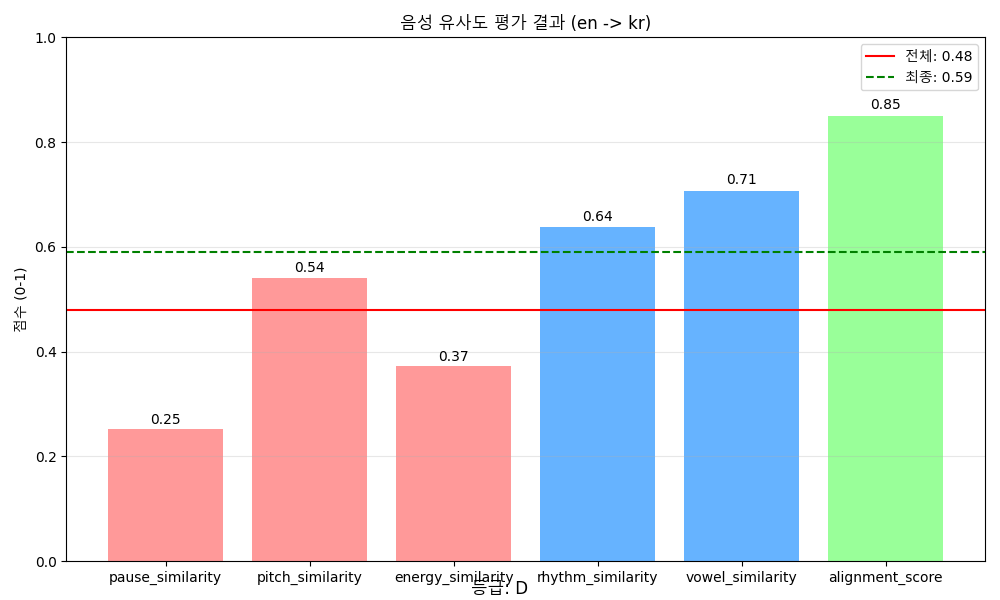 음성 유사도 평가 결과 (en -> kr)
전체: 0.48
최종: 0.59
점수 (0-1)
1.0
0.8
0.6
0.4
0.2
0.0
0.25
0.54
0.37
0.64
0.71
0.85
pause_similarity pitch_similarity energy_similarity rhythm_similarity vowel_similarity alignment_score
등급: D